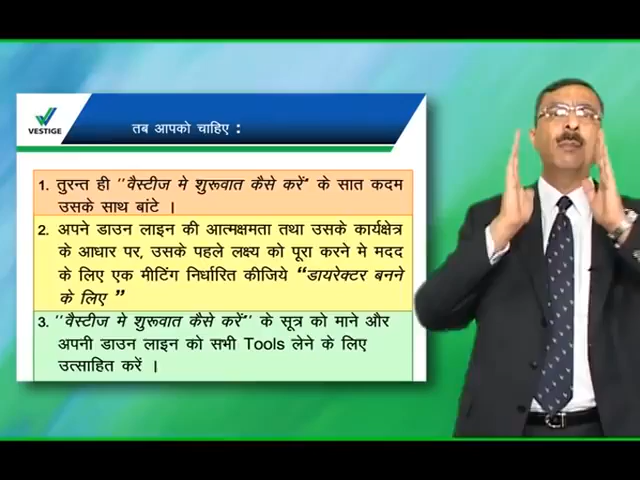 VESTIGE
तब आपको चाहिए :
1. तुरन्त ही ''वैस्टीज मे शुरूवात कैसे करें'' के सात कदम
उसके साथ बांटे ।
2. अपने डाउन लाइन की आत्मक्षमता तथा उसके कार्यक्षेत्र
के आधार पर, उसके पहले लक्ष्य को पूरा करने मे मदद
के लिए एक मीटिंग निर्धारित कीजिये “डायरेक्टर बनने
के लिए ”
3. ''वैस्टीज मे शुरूवात कैसे करें'' के सूत्र को माने और
अपनी डाउन लाइन को सभी Tools लेने के लिए
उत्साहित करें ।